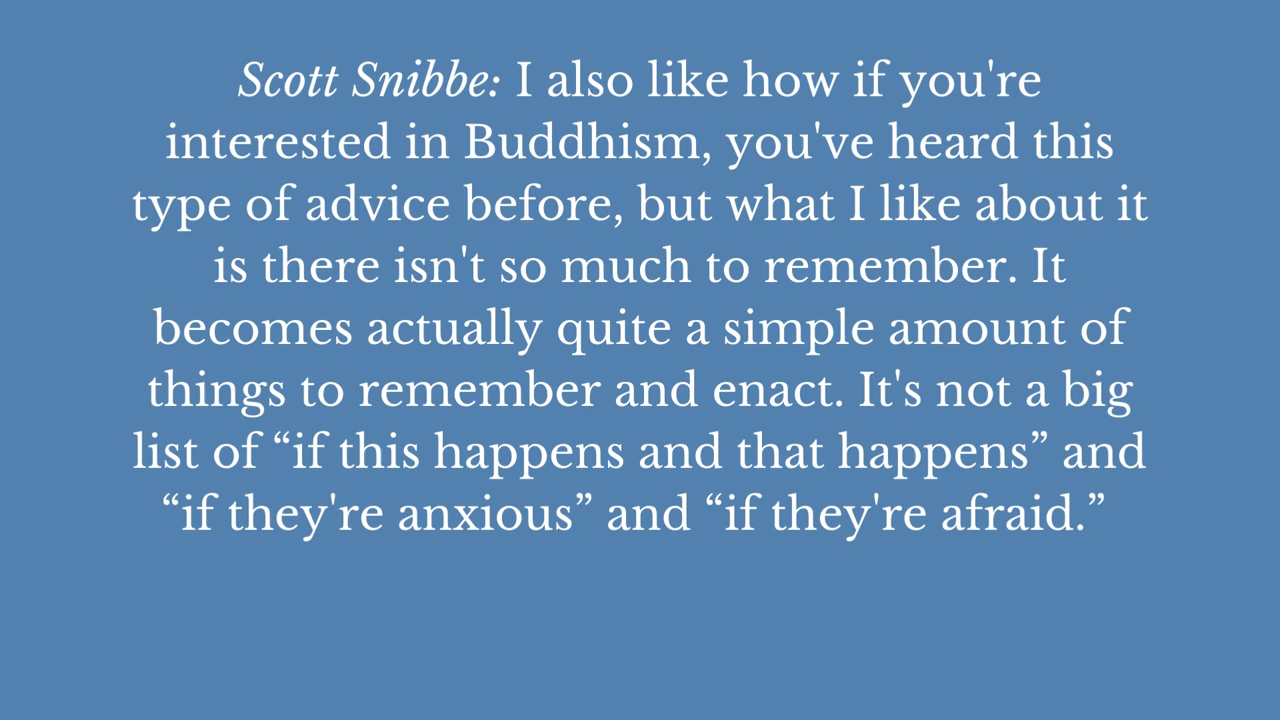 Scott Snibbe: I also like how if you're
interested in Buddhism, you've heard this
type of advice before, but what I like about it
is there isn't so much to remember. It
becomes actually quite a simple amount of
things to remember and enact. It's not a big
list of “if this happens and that happens” and
“if they're anxious” and “if they're afraid.”